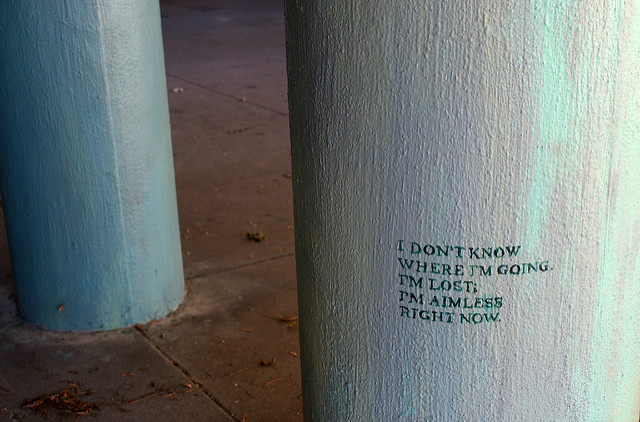 I DON'T KNOW
WHERE I'M GOING.
I'M LOST;
I'M AIMLESS
RIGHT NOW.